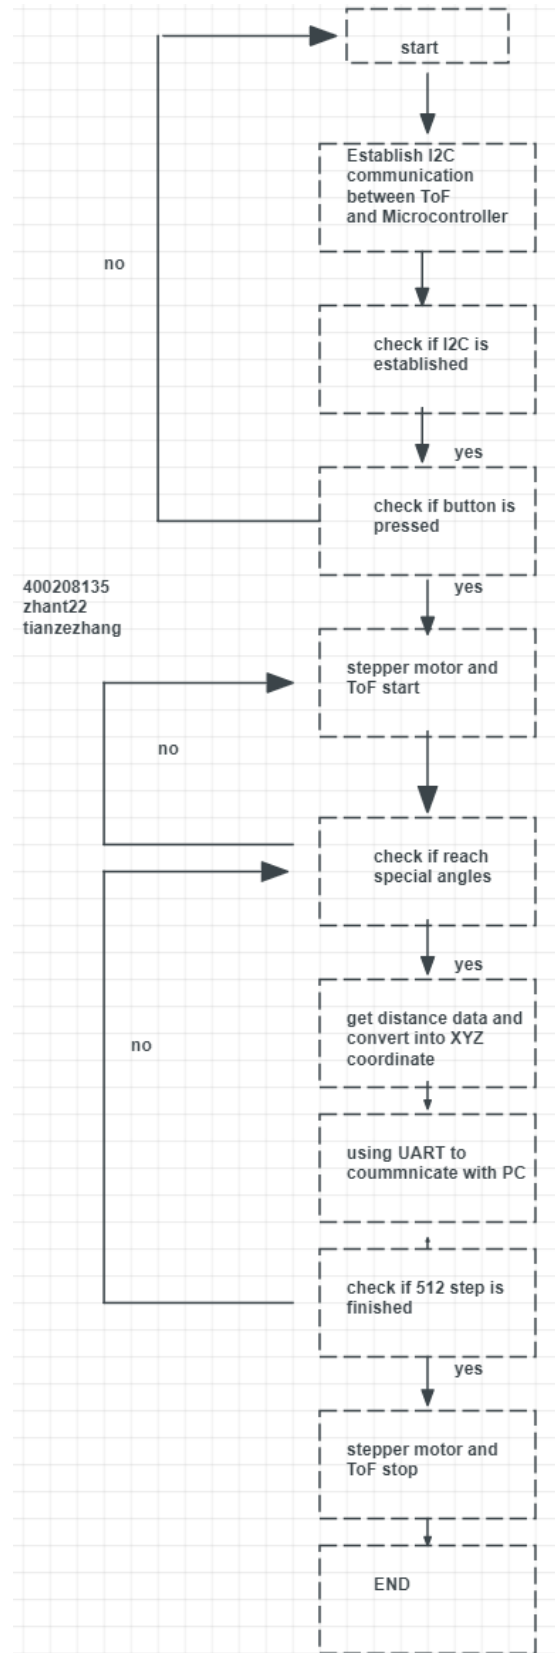 start
Establish I2C
communication
between ToF
and Microcontroller
no
check if I2C is
established
yes
check if button is
pressed
yes
400208135
zhant22
tianzezhang
stepper motor and
ToF start
no
check if reach
special angles
yes
get distance data and
convert into XYZ
coordinate
no
using UART to
coummnicate with PC
check if 512 step is
finished
yes
stepper motor and
ToF stop
END